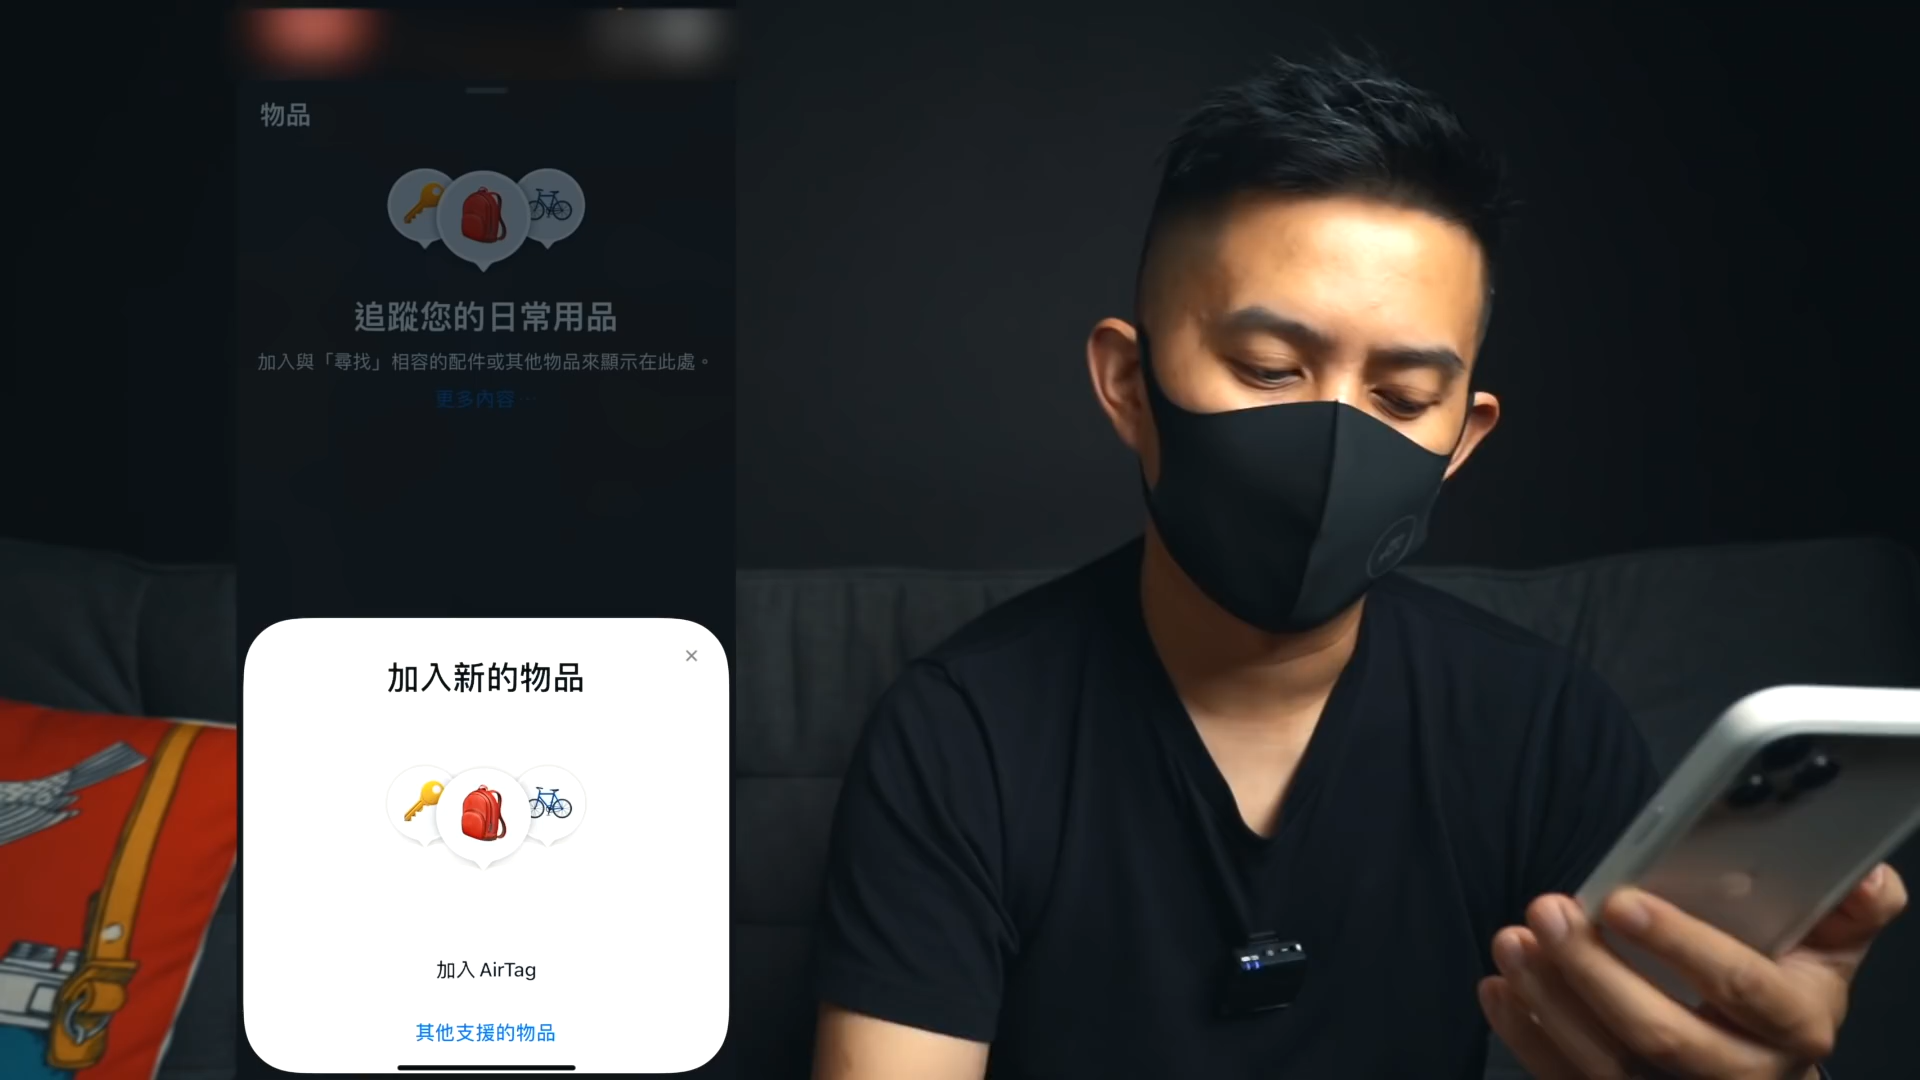 物品
追蹤您的日常用品
加入與「尋找」相容的配件或其他物品來顯示在此處。
更多內容⋯
加入新的物品
×
加入 AirTag
其他支援的物品